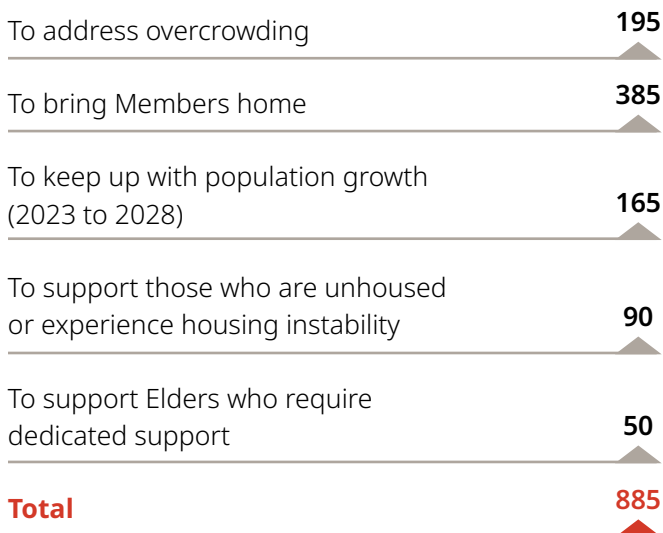 To address overcrowding 195
To bring Members home 385
To keep up with population growth
(2023 to 2028) 165
To support those who are unhoused
or experience housing instability 90
To support Elders who require
dedicated support 50
Total 885